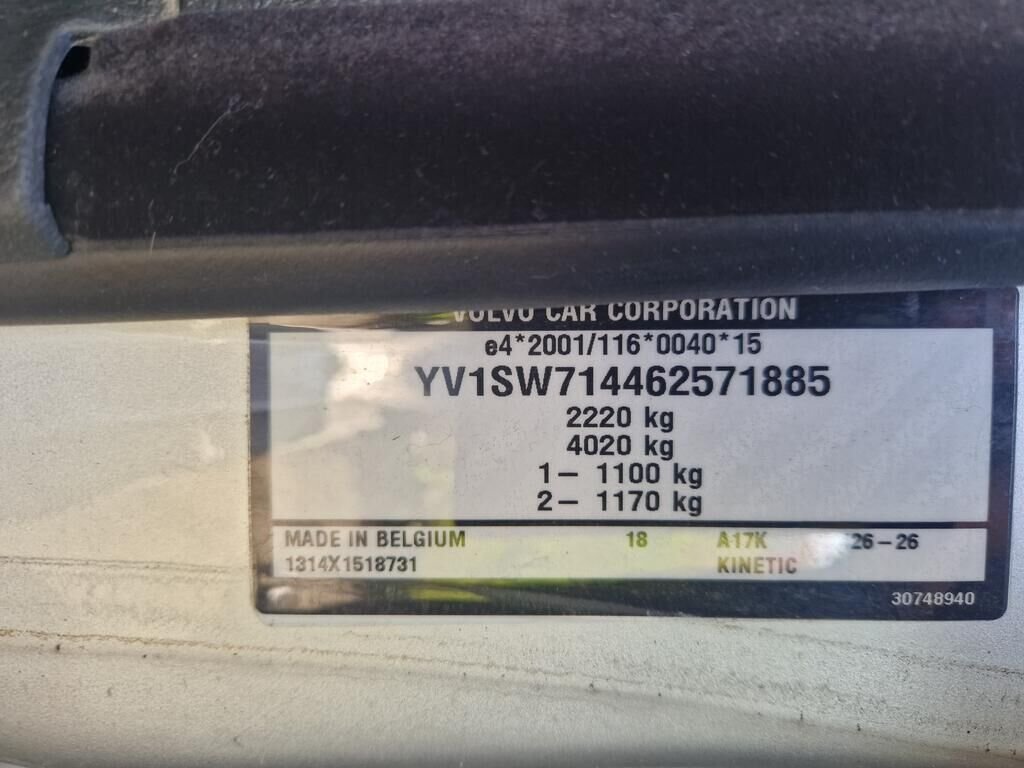 VOLVO CAR CORPORATION
e4*2001/116*0040*15
YV1SW714462571885
2220 kg
4020 kg
1- 1100 kg
2- 1170 kg
MADE IN BELGIUM 18 A17K 26-26
1314X1518731 KINETIC
30748940